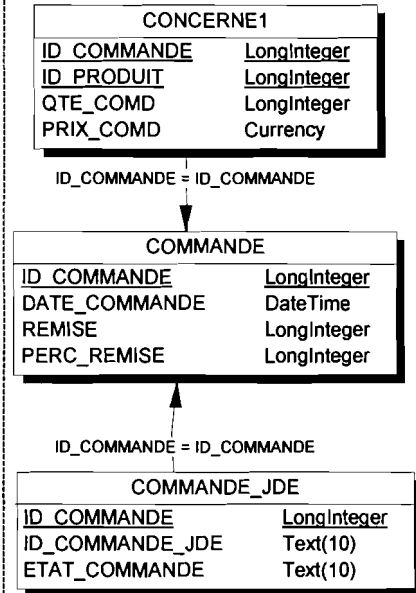 CONCERNE1
ID_COMMANDE LongInteger
ID_PRODUIT LongInteger
QTE_COMD LongInteger
PRIX_COMD Currency
ID_COMMANDE = ID_COMMANDE
COMMANDE
ID_COMMANDE LongInteger
DATE_COMMANDE DateTime
REMISE LongInteger
PERC_REMISE LongInteger
ID_COMMANDE = ID_COMMANDE
COMMANDE_JDE
ID_COMMANDE LongInteger
ID_COMMANDE_JDE Text(10)
ETAT_COMMANDE Text(10)